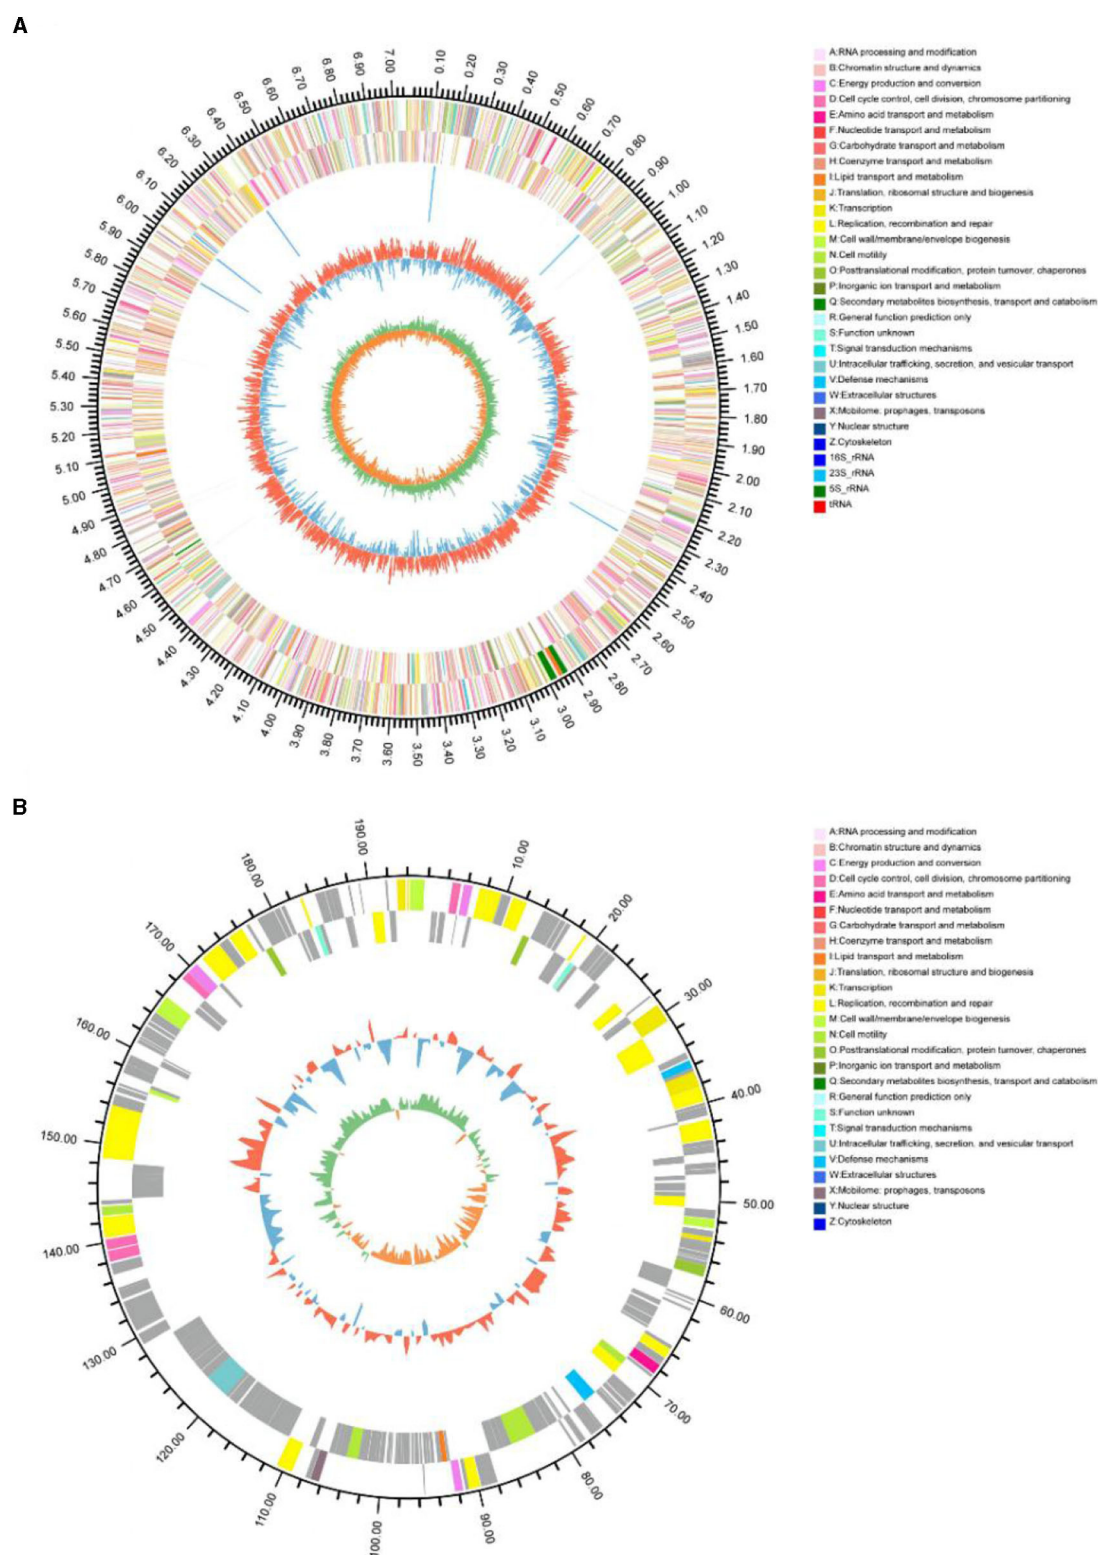 A
7.00
0.10
0.20
0.30
0.40
0.50
0.60
0.70
0.80
0.90
1.00
1.10
1.20
1.30
1.40
1.50
1.60
1.70
1.80
1.90
2.00
2.10
2.20
2.30
2.40
2.50
2.60
2.70
2.80
2.90
3.00
3.10
3.20
3.30
3.40
3.50
3.60
3.70
3.80
3.90
4.00
4.10
4.20
4.30
4.40
4.50
4.60
4.70
4.80
4.90
5.00
5.10
5.20
5.30
5.40
5.50
5.60
5.70
5.80
5.90
6.00
6.10
6.20
6.30
6.40
6.50
6.60
6.70
6.80
6.90
A:RNA processing and modification
B:Chromatin structure and dynamics
C:Energy production and conversion
D:Cell cycle control, cell division, chromosome partitioning
E:Amino acid transport and metabolism
F:Nucleotide transport and metabolism
G:Carbohydrate transport and metabolism
H:Coenzyme transport and metabolism
I:Lipid transport and metabolism
J:Translation, ribosomal structure and biogenesis
K:Transcription
L:Replication, recombination and repair
M:Cell wall/membrane/envelope biogenesis
N:Cell motility
O:Posttranslational modification, protein turnover, chaperones
P:Inorganic ion transport and metabolism
Q:Secondary metabolites biosynthesis, transport and catabolism
R:General function prediction only
S:Function unknown
T:Signal transduction mechanisms
U:Intracellular trafficking, secretion, and vesicular transport
V:Defense mechanisms
W:Extracellular structures
X:Mobilome, prophages, transposons
Y:Nuclear structure
Z:Cytoskeleton
16S_rRNA
23S_rRNA
5S_rRNA
tRNA
B
10.00
20.00
30.00
40.00
50.00
60.00
70.00
80.00
90.00
100.00
110.00
120.00
130.00
140.00
150.00
160.00
170.00
180.00
190.00
A:RNA processing and modification
B:Chromatin structure and dynamics
C:Energy production and conversion
D:Cell cycle control, cell division, chromosome partitioning
E:Amino acid transport and metabolism
F:Nucleotide transport and metabolism
G:Carbohydrate transport and metabolism
H:Coenzyme transport and metabolism
I:Lipid transport and metabolism
J:Translation, ribosomal structure and biogenesis
K:Transcription
L:Replication, recombination and repair
M:Cell wall/membrane/envelope biogenesis
N:Cell motility
O:Posttranslational modification, protein turnover, chaperones
P:Inorganic ion transport and metabolism
Q:Secondary metabolites biosynthesis, transport and catabolism
R:General function prediction only
S:Function unknown
T:Signal transduction mechanisms
U:Intracellular trafficking, secretion, and vesicular transport
V:Defense mechanisms
W:Extracellular structures
X:Mobilome: prophages, transposons
Y:Nuclear structure
Z:Cytoskeleton